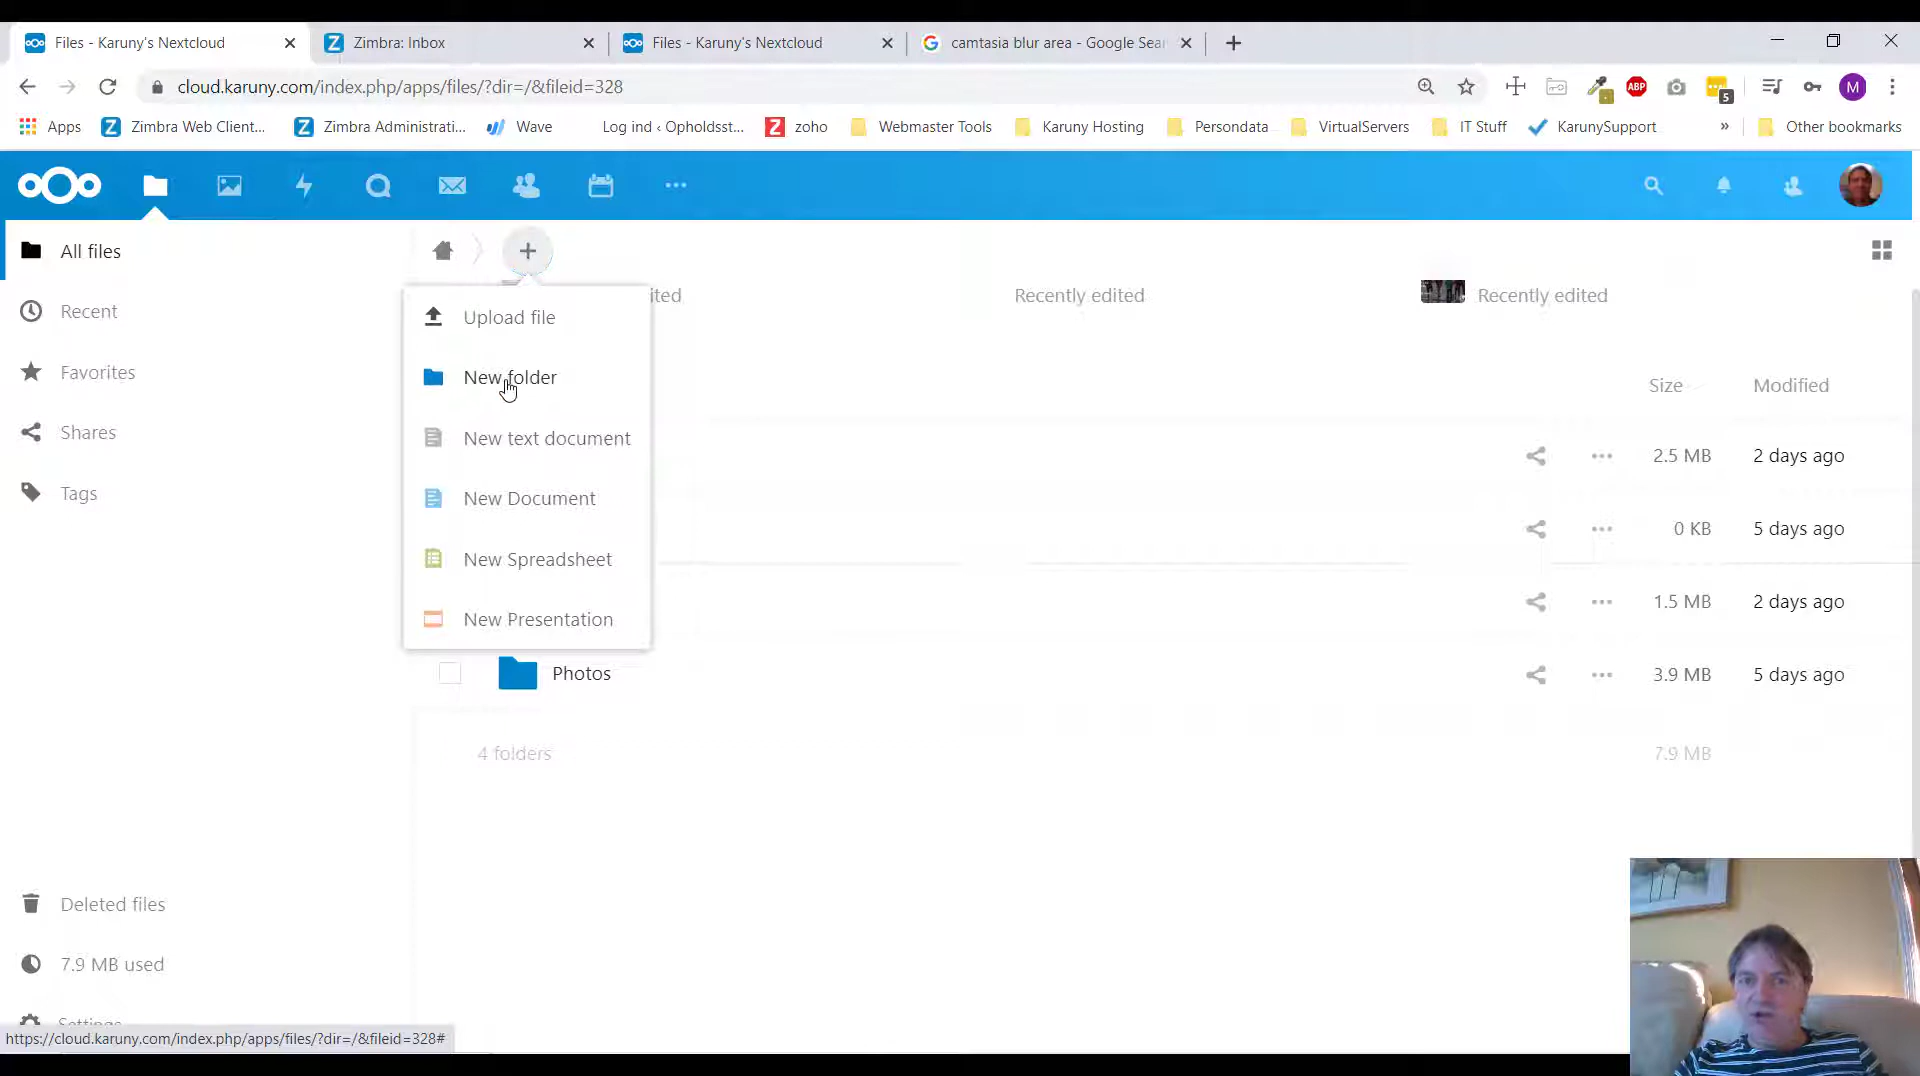 Files - Karuny's Nextcloud
Zimbra: Inbox
Files - Karuny's Nextcloud
camtasia blur area - Google Sear
cloud.karuny.com/index.php/apps/files/?dir=/&fileid=328
ABP
5
M
Apps
Zimbra Web Client...
Zimbra Administrati...
Wave
Log ind ‹ Opholdsst...
zoho
Webmaster Tools
Karuny Hosting
Persondata
VirtualServers
IT Stuff
KarunySupport
»
Other bookmarks
All files
Recent
Favorites
Shares
Tags
ited
Recently edited
Recently edited
Upload file
New folder
New text document
New Document
New Spreadsheet
New Presentation
Size
Modified
2.5 MB
2 days ago
0 KB
5 days ago
1.5 MB
2 days ago
Photos
3.9 MB
5 days ago
4 folders
7.9 MB
Deleted files
7.9 MB used
Settings
https://cloud.karuny.com/index.php/apps/files/?dir=/&fileid=328#